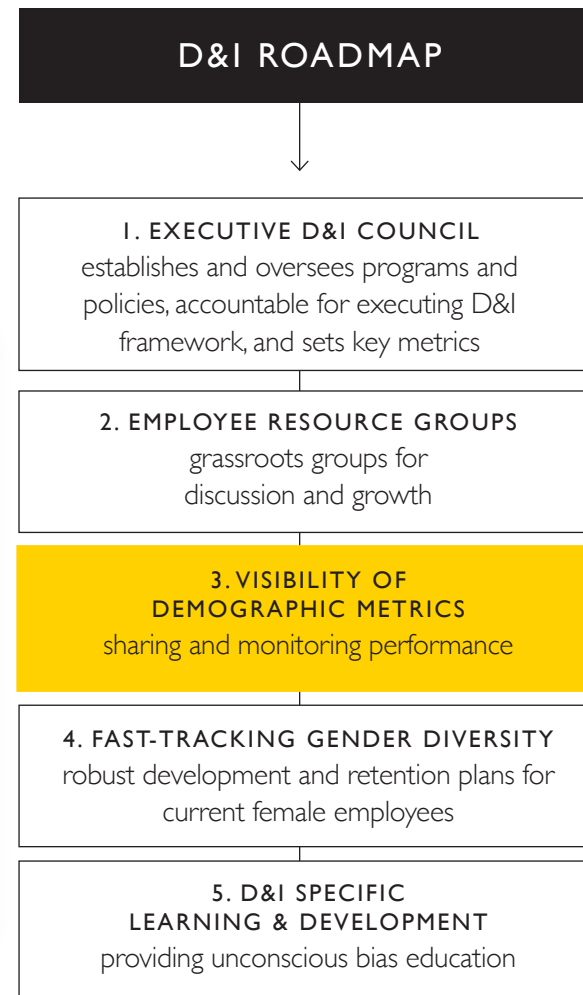 D&I ROADMAP
1. EXECUTIVE D&I COUNCIL
establishes and oversees programs and
policies, accountable for executing D&I
framework, and sets key metrics
2. EMPLOYEE RESOURCE GROUPS
grassroots groups for
discussion and growth
3. VISIBILITY OF
DEMOGRAPHIC METRICS
sharing and monitoring performance
4. FAST-TRACKING GENDER DIVERSITY
robust development and retention plans for
current female employees
5. D&I SPECIFIC
LEARNING & DEVELOPMENT
providing unconscious bias education